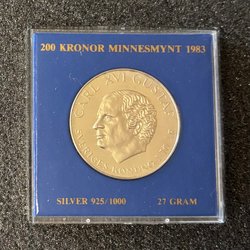 200 KRONOR MINNESMYNT 1983
CARL XVI GUSTAF
SVERIGES KONUNG
SILVER 925/1000 27 GRAM